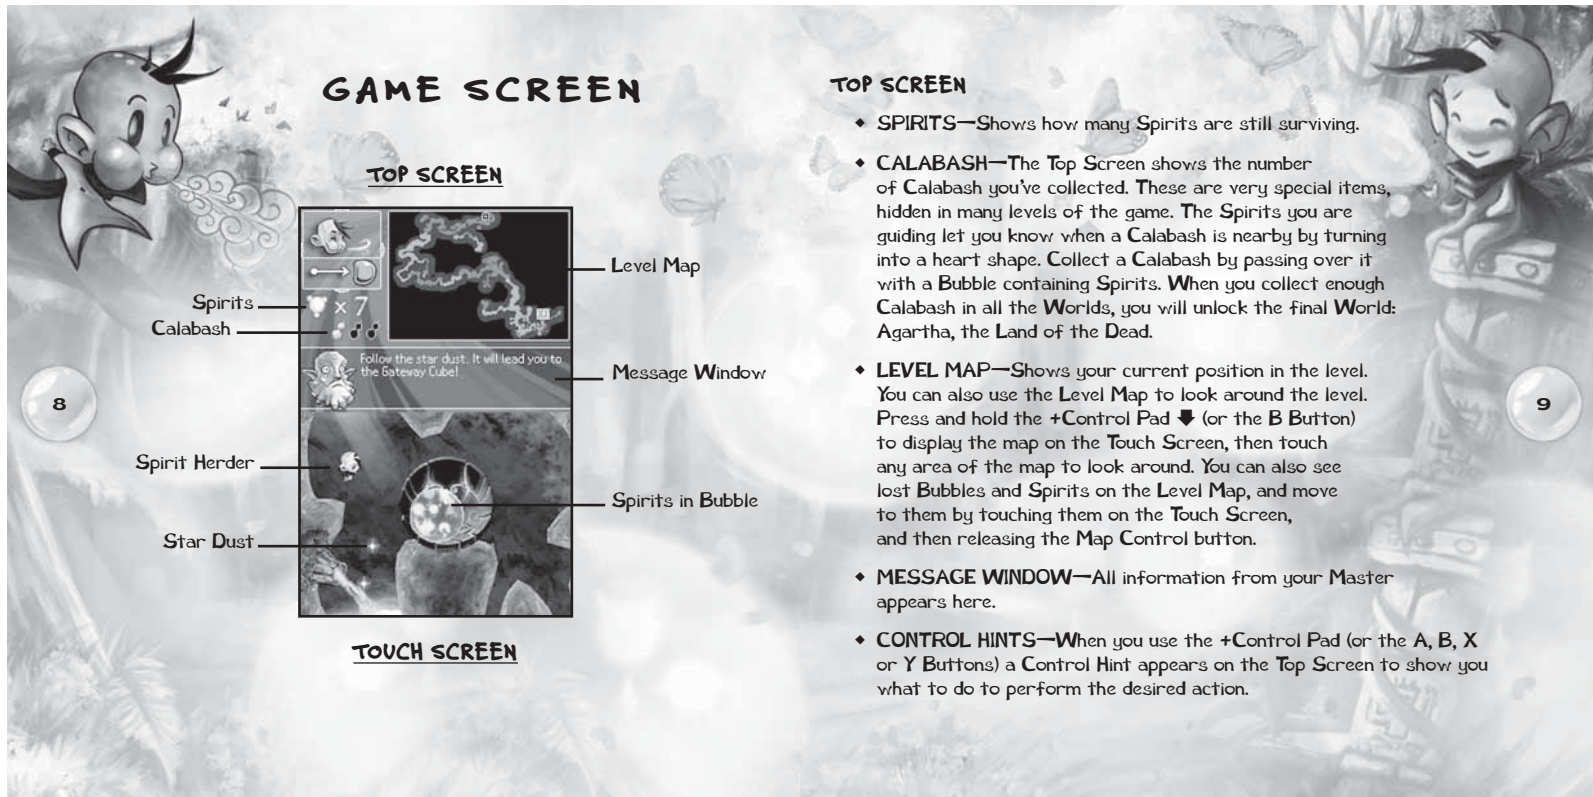 GAME SCREEN
TOP SCREEN
Level Map
Spirits
x 7
Calabash
Follow the star dust. It will lead you to
the Gateway Cube!
Message Window
8
Spirit Herder
Spirits in Bubble
Star Dust
TOUCH SCREEN
TOP SCREEN
◆ SPIRITS—Shows how many Spirits are still surviving.
◆ CALABASH—The Top Screen shows the number
of Calabash you've collected. These are very special items,
hidden in many levels of the game. The Spirits you are
guiding let you know when a Calabash is nearby by turning
into a heart shape. Collect a Calabash by passing over it
with a Bubble containing Spirits. When you collect enough
Calabash in all the Worlds, you will unlock the final World:
Agartha, the Land of the Dead.
◆ LEVEL MAP—Shows your current position in the level.
You can also use the Level Map to look around the level.
Press and hold the +Control Pad 🡇 (or the B Button)
to display the map on the Touch Screen, then touch
any area of the map to look around. You can also see
lost Bubbles and Spirits on the Level Map, and move
to them by touching them on the Touch Screen,
and then releasing the Map Control button.
◆ MESSAGE WINDOW—All information from your Master
appears here.
◆ CONTROL HINTS—When you use the +Control Pad (or the A, B, X
or Y Buttons) a Control Hint appears on the Top Screen to show you
what to do to perform the desired action.
9